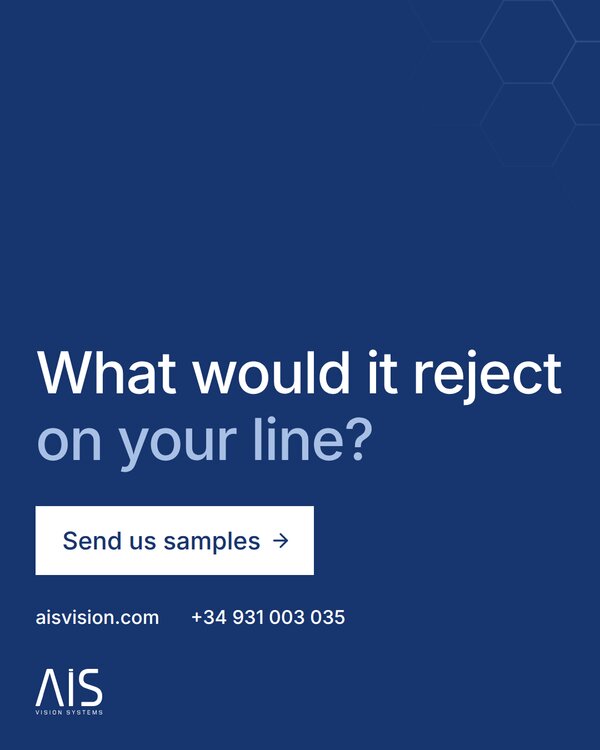 What would it reject
on your line?
Send us samples →
aisvision.com +34 931 003 035
AiS
VISION SYSTEMS